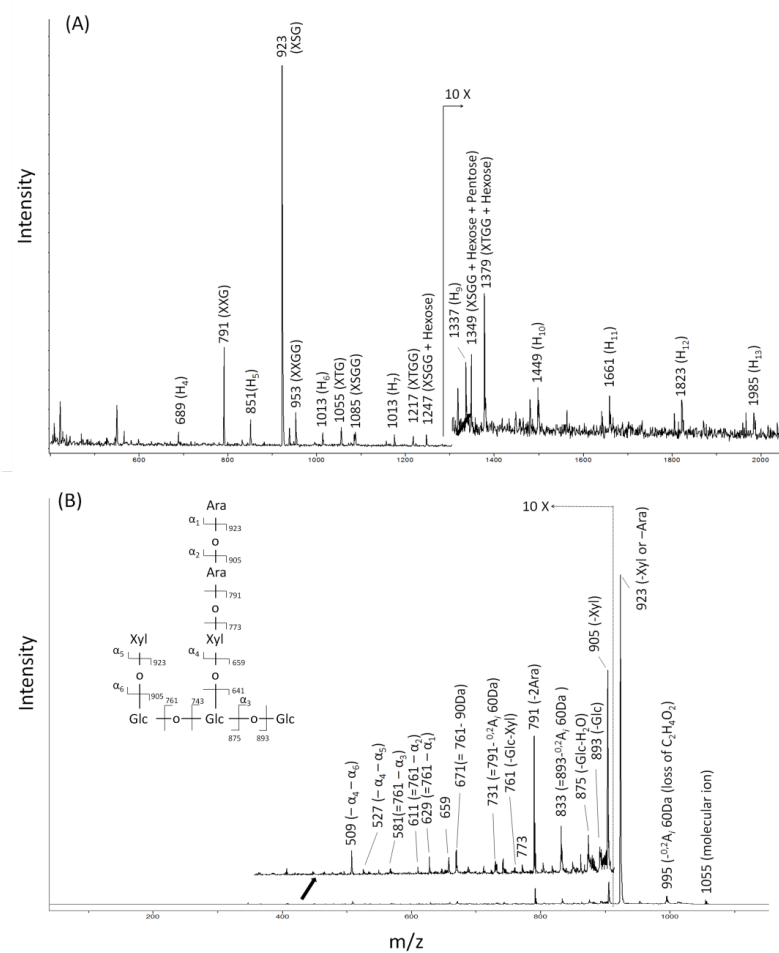 (A)
Intensity
923
(XSG)
10 X
689 (H4)
791 (XXG)
851(H5)
953 (XXGG)
1013 (H6)
1055 (XTG)
1085 (XSGG)
1013 (H7)
1217 (XTGG)
1247 (XSGG + Hexose)
1337 (H9)
1349 (XSGG + Hexose + Pentose)
1379 (XTGG + Hexose)
1449 (H10)
1661 (H11)
1823 (H12)
1985 (H13)
600 800 1000 1200 1400 1600 1800 2000
(B)
Intensity
10 X
Ara
α1 923
o
α2 905
Ara
791
o
773
Xyl Xyl
α5 923 α4 659
o o
α6 905 761 743 641 α3
Glc o Glc o Glc
875 893
509 (– α4 – α6)
527 (– α4 – α5)
581(=761 – α3)
611 (=761 – α2)
629 (=761 – α1)
659
671(= 761- 90Da)
731 (=791- 0,2A/ 60Da)
761 (-Glc-Xyl)
773
791 (-2Ara)
833 (=893-0,2A/ 60Da )
875 (-Glc-H2O)
893 (-Glc)
905 (-Xyl)
923 (-Xyl or –Ara)
995 (-0,2A/ 60Da (loss of C2H4O2)
1055 (molecular ion)
200 400 600 800 1000
m/z